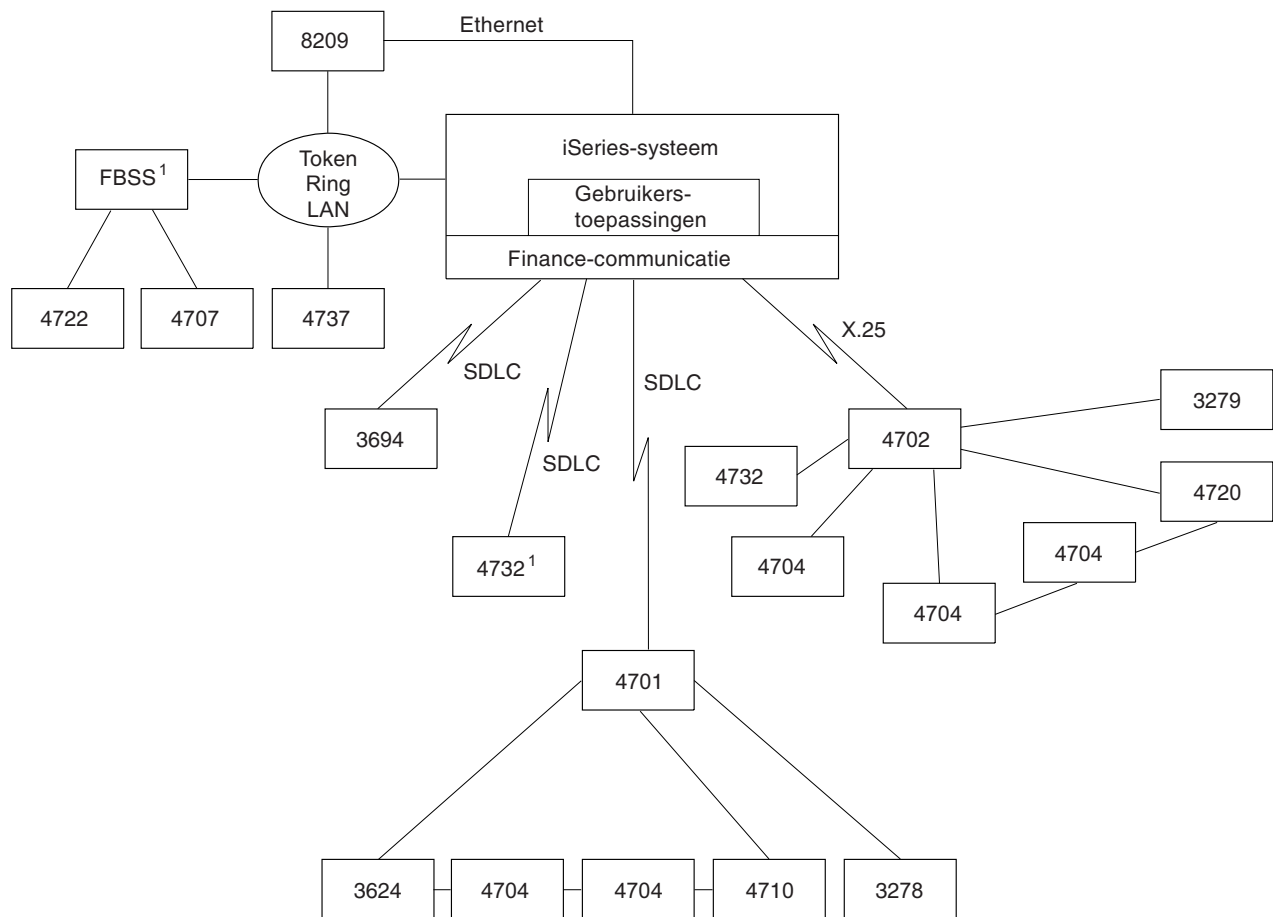 Ethernet
8209
iSeries-systeem
Token
Ring
LAN
FBSS¹
Gebruikers-
toepassingen
Finance-communicatie
4722
4707
4737
X.25
SDLC
SDLC
SDLC
3694
3279
4702
4732
4720
4732¹
4704
4704
4704
4701
3624
4704
4704
4710
3278